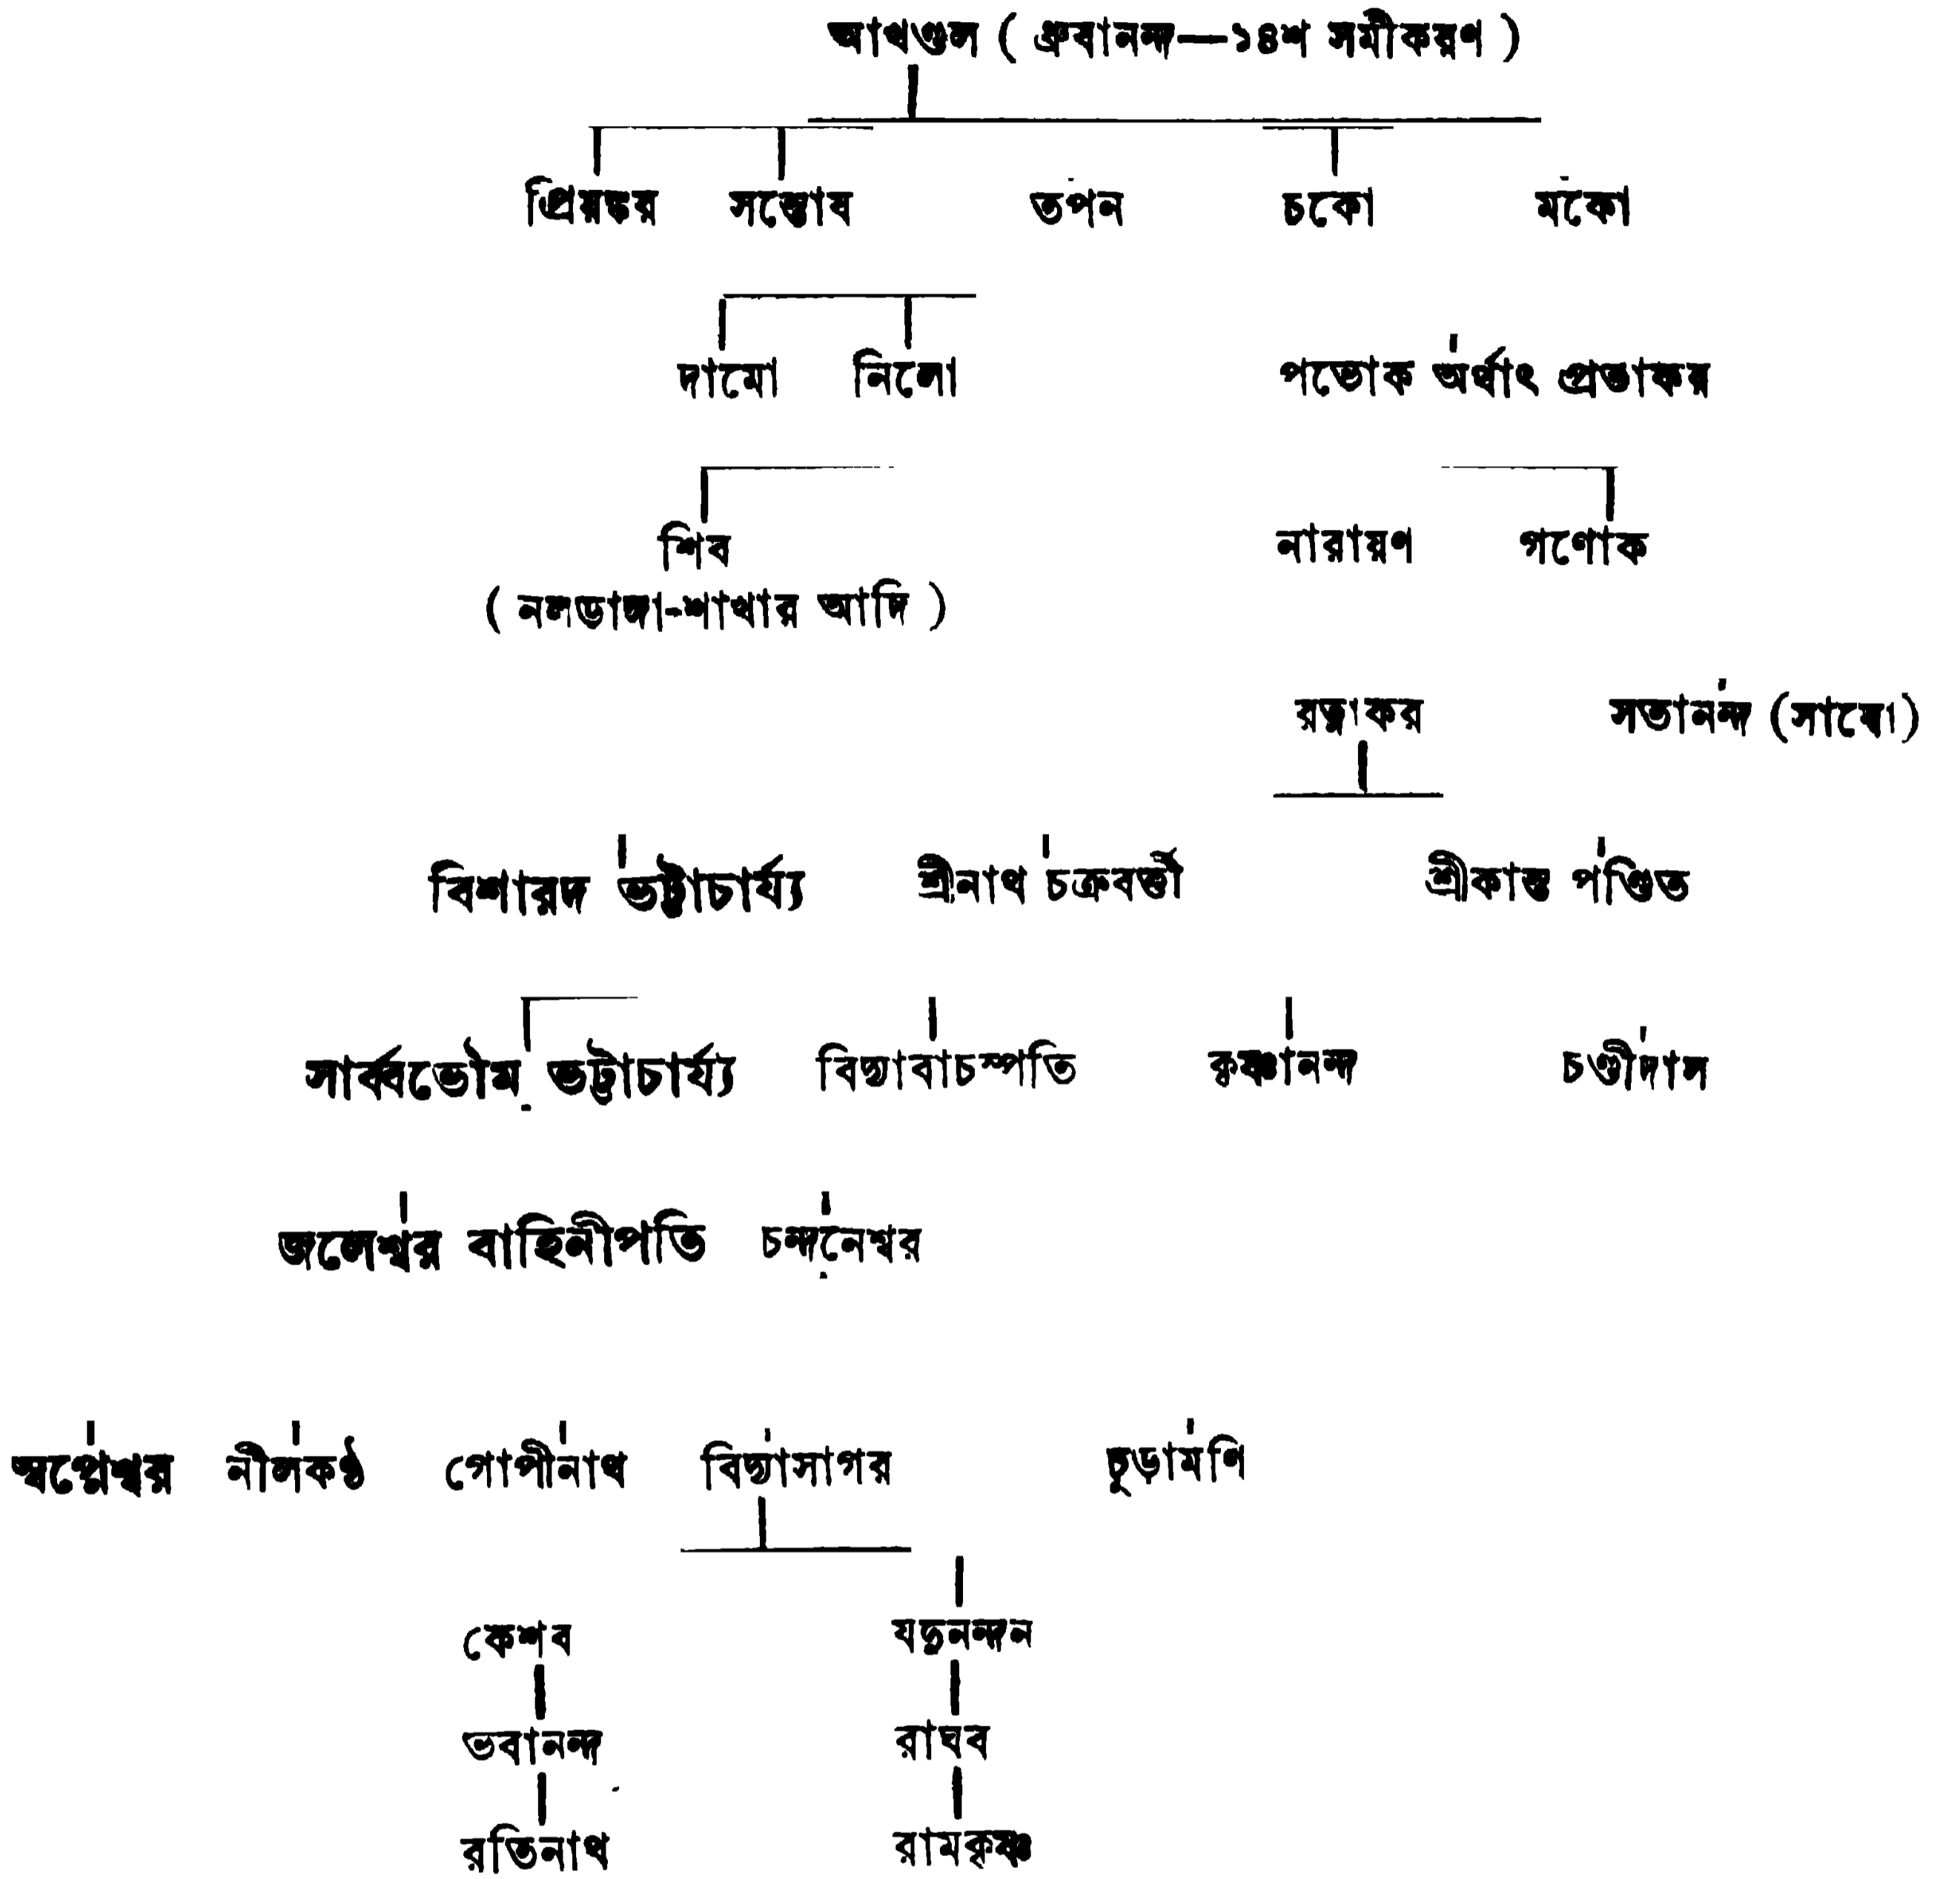 আখণ্ডল ( ধ্রুবানন্দ—১৪শ সমীকরণ )
প্রিয়ঙ্কর সন্তোষ তপন চকো মকো
দামো নিলো পভোক অর্থাৎ প্রভাকর
শিব নারায়ণ গণোক
( নলডাঙ্গা-শাখার আদি )
রত্নাকর সতানন্দ (সাধো)
বিশারদ ভট্টাচার্য্য শ্রীনাথ চক্রবর্ত্তী শ্রীকান্ত পণ্ডিত
সার্ব্বভৌম ভট্টাচার্য্য বিদ্যাবাচস্পতি কৃষ্ণানন্দ চণ্ডীদাস
জলেশ্বর বাহিনীপতি চন্দনেশ্বর
স্বপ্নেশ্বর নীলকণ্ঠ গোপীনাথ বিদ্যাসাগর চূড়ামণি
কেশব যদুনন্দন
ভবানন্দ রাঘব
রতিনাথ রামকৃষ্ণ